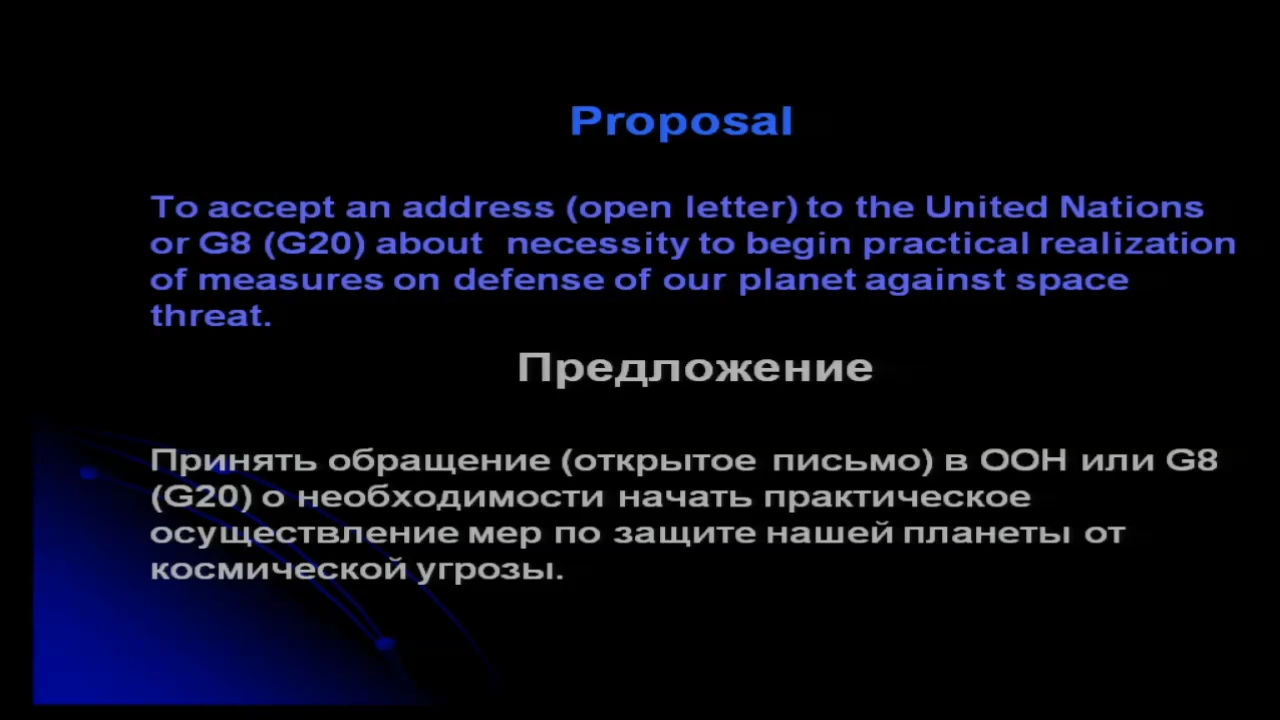 Proposal
To accept an address (open letter) to the United Nations
or G8 (G20) about necessity to begin practical realization
of measures on defense of our planet against space
threat.
Предложение
Принять обращение (открытое письмо) в ООН или G8
(G20) о необходимости начать практическое
осуществление мер по защите нашей планеты от
космической угрозы.